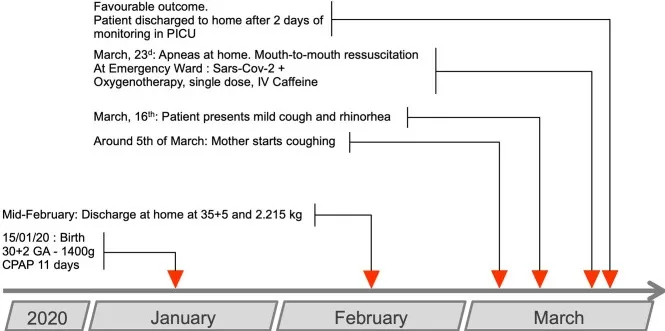 Favourable outcome.
Patient discharged to home after 2 days of
monitoring in PICU
March, 23ᵈ: Apneas at home. Mouth-to-mouth ressuscitation
At Emergency Ward : Sars-Cov-2 +
Oxygenotherapy, single dose, IV Caffeine
March, 16ᵗʰ: Patient presents mild cough and rhinorhea
Around 5th of March: Mother starts coughing
Mid-February: Discharge at home at 35+5 and 2.215 kg
15/01/20 : Birth
30+2 GA - 1400g
CPAP 11 days
2020 January February March